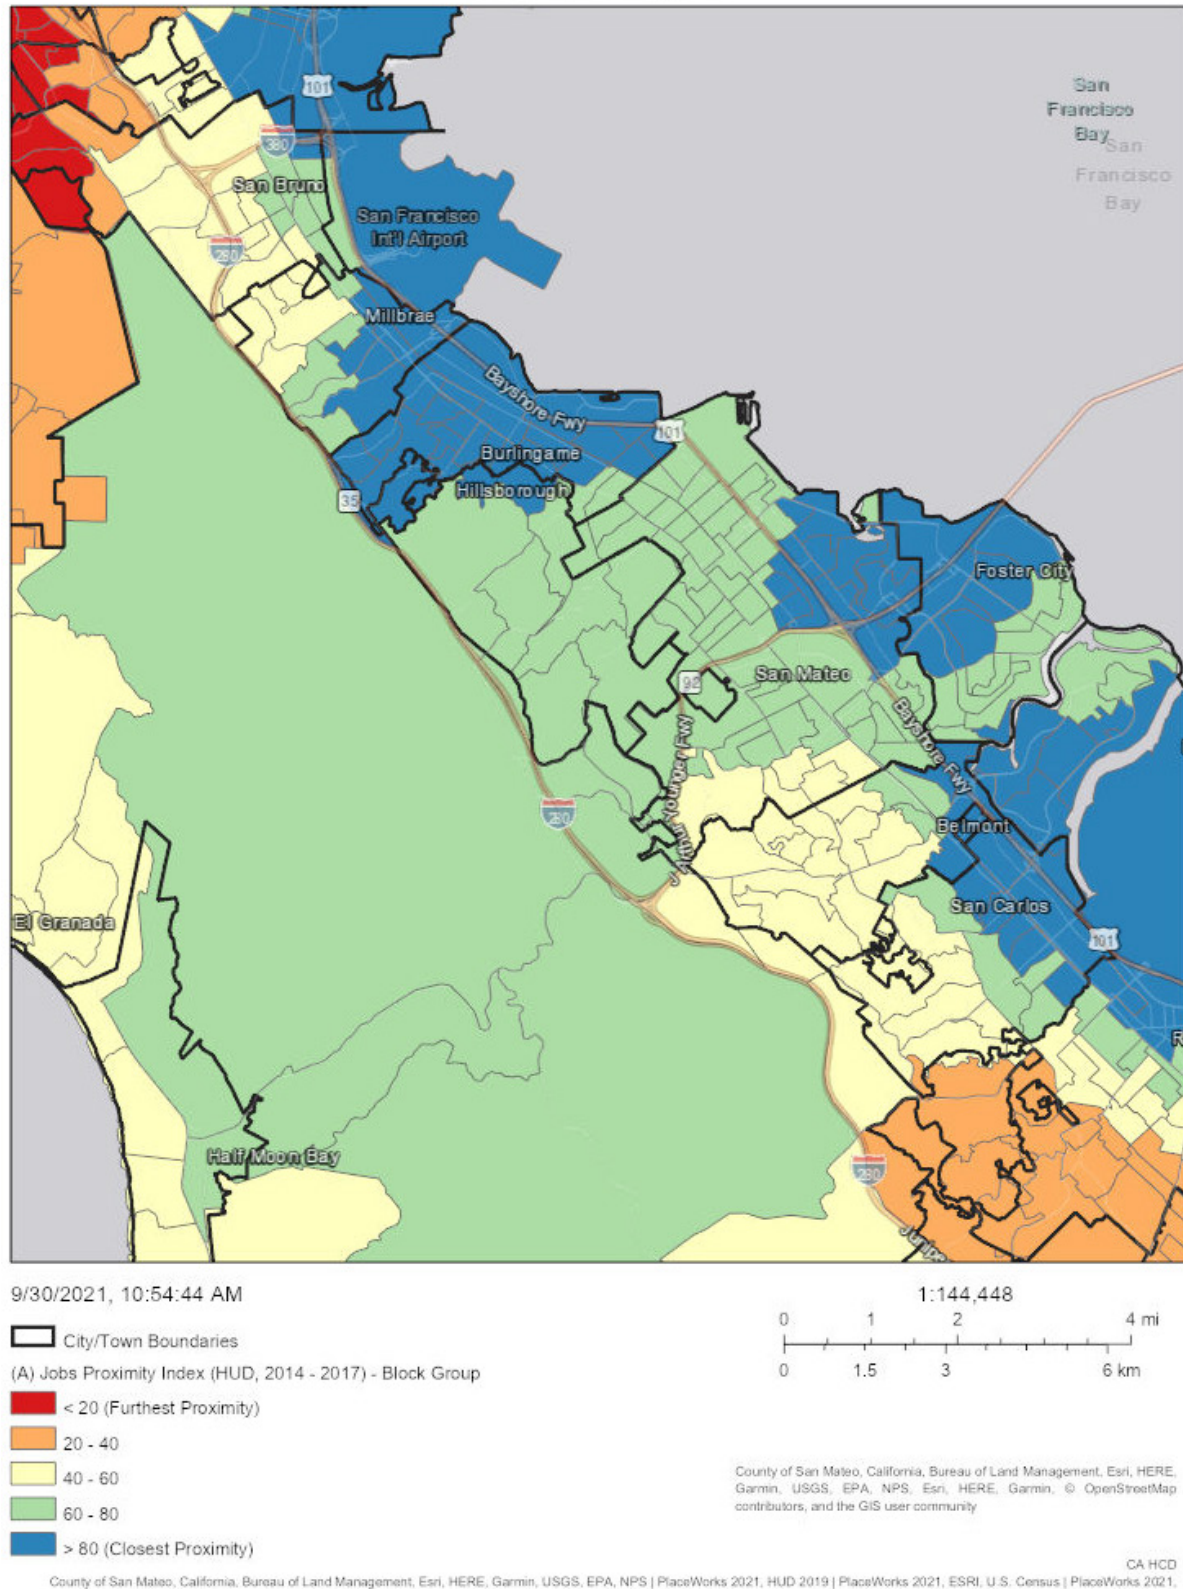 101
San
Francisco
Bay
San
Francisco
Bay
380
San Bruno
San Francisco
Int'l Airport
280
Millbrae
Bayshore Fwy
101
Burlingame
Hillsborough
35
Foster City
San Mateo
92
Bayshore Fwy
J Arthur Younger Fwy
280
Belmont
San Carlos
El Granada
101
R
Half Moon Bay
280
Junipe
9/30/2021, 10:54:44 AM
1:144,448
0 1 2 4 mi
0 1.5 3 6 km
City/Town Boundaries
(A) Jobs Proximity Index (HUD, 2014 - 2017) - Block Group
< 20 (Furthest Proximity)
20 - 40
40 - 60
60 - 80
> 80 (Closest Proximity)
County of San Mateo, California, Bureau of Land Management, Esri, HERE,
Garmin, USGS, EPA, NPS, Esri, HERE, Garmin, © OpenStreetMap
contributors, and the GIS user community
CA HCD
County of San Mateo, California, Bureau of Land Management, Esri, HERE, Garmin, USGS, EPA, NPS | PlaceWorks 2021, HUD 2019 | PlaceWorks 2021, ESRI, U.S. Census | PlaceWorks 2021,